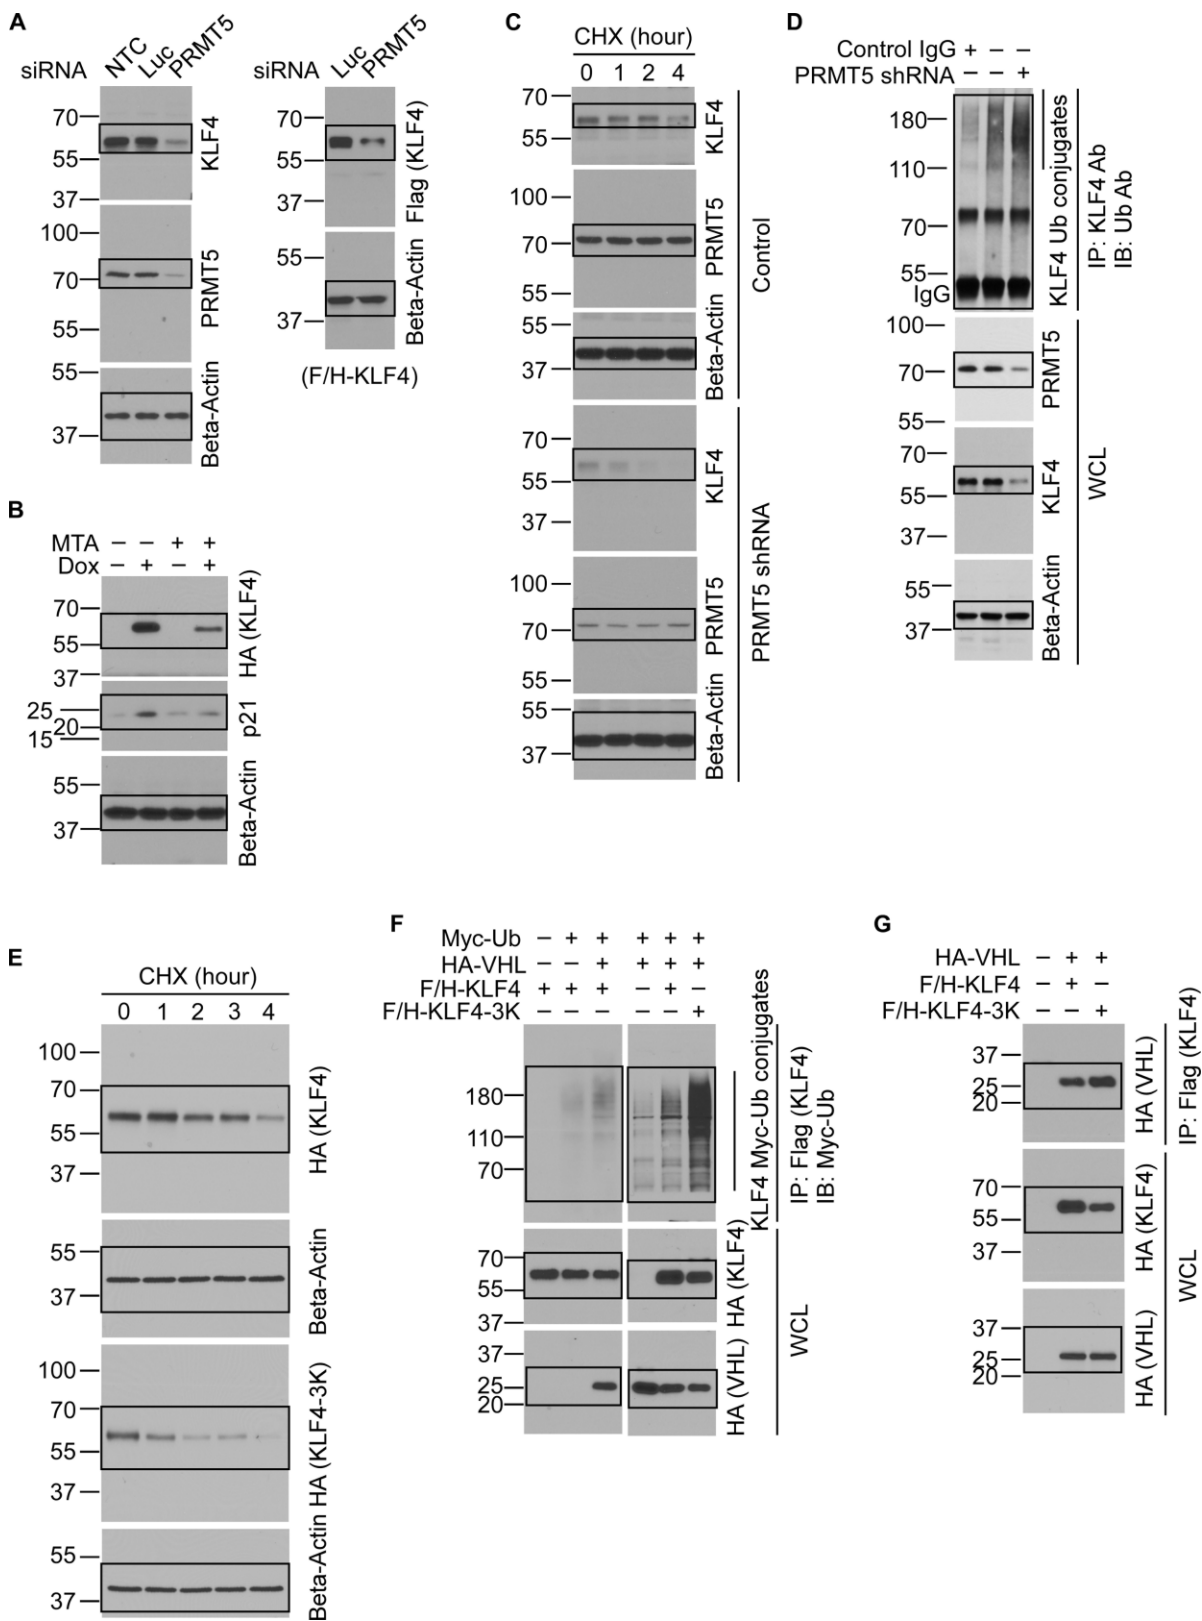 A
siRNA NTC Luc PRMT5
70
55
37
KLF4
100
70
55
PRMT5
55
37
Beta-Actin
siRNA Luc PRMT5
70
55
37
Flag (KLF4)
55
37
Beta-Actin
(F/H-KLF4)
B
MTA – – + +
Dox – + – +
70
55
37
HA (KLF4)
25
20
15
p21
55
37
Beta-Actin
C
CHX (hour)
0 1 2 4
70
55
KLF4
100
70
55
PRMT5
55
37
Beta-Actin
Control
70
55
37
KLF4
100
70
55
PRMT5
55
37
Beta-Actin
PRMT5 shRNA
D
Control IgG + – –
PRMT5 shRNA – – +
180
110
70
55
IgG
KLF4 Ub conjugates
IP: KLF4 Ab
IB: Ub Ab
100
70
55
PRMT5
70
55
37
KLF4
55
37
Beta-Actin
WCL
E
CHX (hour)
0 1 2 3 4
100
70
55
37
HA (KLF4)
55
37
Beta-Actin
100
70
55
37
HA (KLF4-3K)
55
37
Beta-Actin
F
Myc-Ub – + + + + +
HA-VHL – – + + + +
F/H-KLF4 + + + – + –
F/H-KLF4-3K – – – – – +
180
110
70
KLF4 Myc-Ub conjugates
IP: Flag (KLF4)
IB: Myc-Ub
70
55
37
HA (KLF4)
37
25
20
HA (VHL)
WCL
G
HA-VHL – + +
F/H-KLF4 – + –
F/H-KLF4-3K – – +
37
25
20
HA (VHL)
IP: Flag (KLF4)
70
55
37
HA (KLF4)
37
25
20
HA (VHL)
WCL